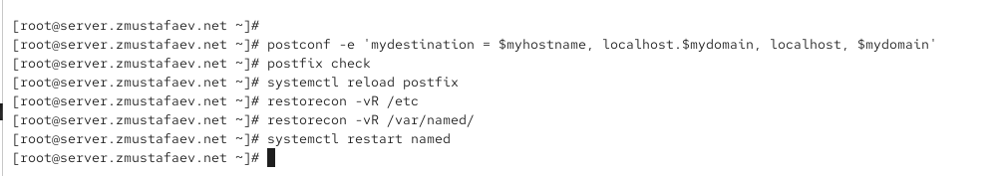 [root@server.zmustafaev.net ~]#
[root@server.zmustafaev.net ~]# postconf -e 'mydestination = $myhostname, localhost.$mydomain, localhost, $mydomain'
[root@server.zmustafaev.net ~]# postfix check
[root@server.zmustafaev.net ~]# systemctl reload postfix
[root@server.zmustafaev.net ~]# restorecon -vR /etc
[root@server.zmustafaev.net ~]# restorecon -vR /var/named/
[root@server.zmustafaev.net ~]# systemctl restart named
[root@server.zmustafaev.net ~]#